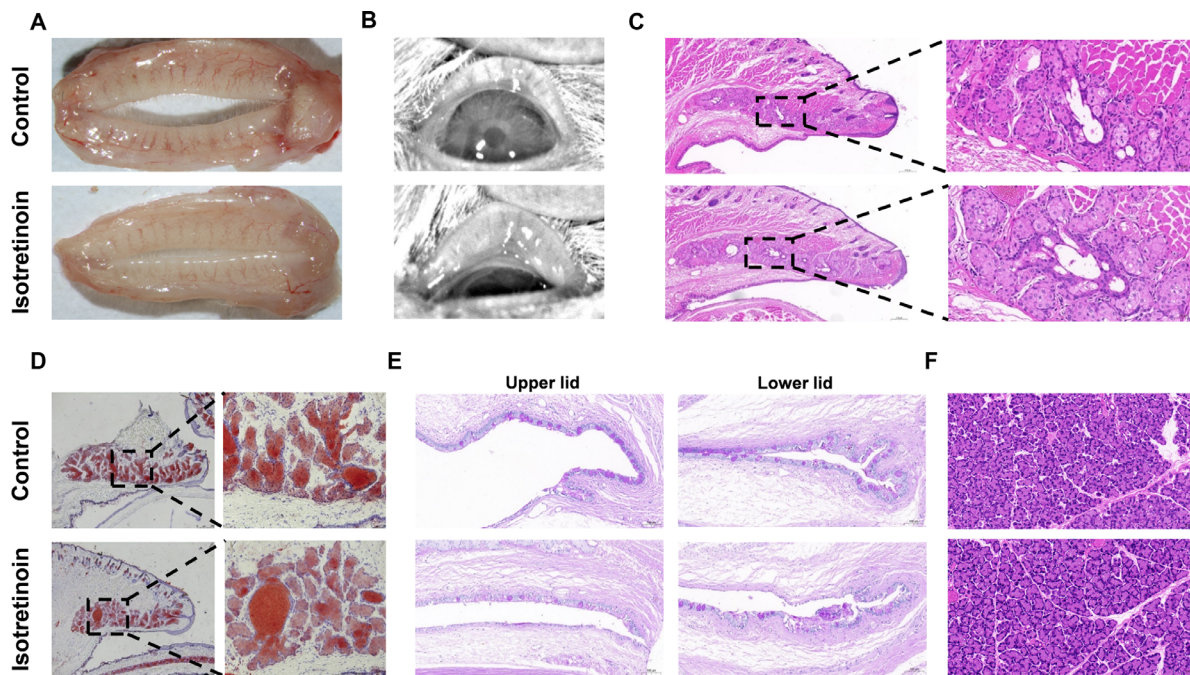 A
B
C
Control
Isotretinoin
D
E
F
Upper lid
Lower lid
Control
Isotretinoin